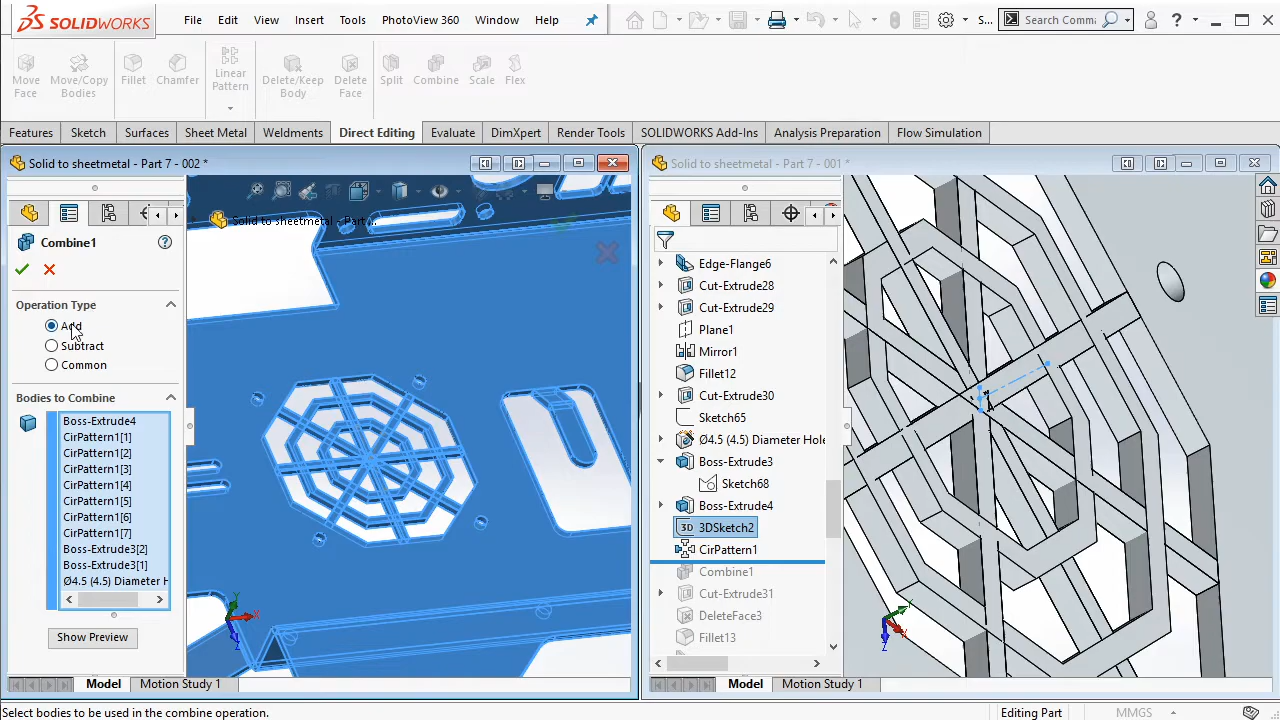 SOLIDWORKS File Edit View Insert Tools PhotoView 360 Window Help S... Search Comma
Move Face Move/Copy Bodies Fillet Chamfer Linear Pattern Delete/Keep Body Delete Face Split Combine Scale Flex
Features Sketch Surfaces Sheet Metal Weldments Direct Editing Evaluate DimXpert Render Tools SOLIDWORKS Add-Ins Analysis Preparation Flow Simulation
Solid to sheetmetal - Part 7 - 002 *
Solid to sheetmetal - Part...
Combine1
Operation Type
Add
Subtract
Common
Bodies to Combine
Boss-Extrude4
CirPattern1[1]
CirPattern1[2]
CirPattern1[3]
CirPattern1[4]
CirPattern1[5]
CirPattern1[6]
CirPattern1[7]
Boss-Extrude3[2]
Boss-Extrude3[1]
Ø4.5 (4.5) Diameter H
Show Preview
Y
X
Z
Model Motion Study 1
Solid to sheetmetal - Part 7 - 001 *
Edge-Flange6
Cut-Extrude28
Cut-Extrude29
Plane1
Mirror1
Fillet12
Cut-Extrude30
Sketch65
Ø4.5 (4.5) Diameter Hole
Boss-Extrude3
Sketch68
Boss-Extrude4
3D 3DSketch2
CirPattern1
Combine1
Cut-Extrude31
DeleteFace3
Fillet13
Y
X
Z
Model Motion Study 1
Select bodies to be used in the combine operation. Editing Part MMGS